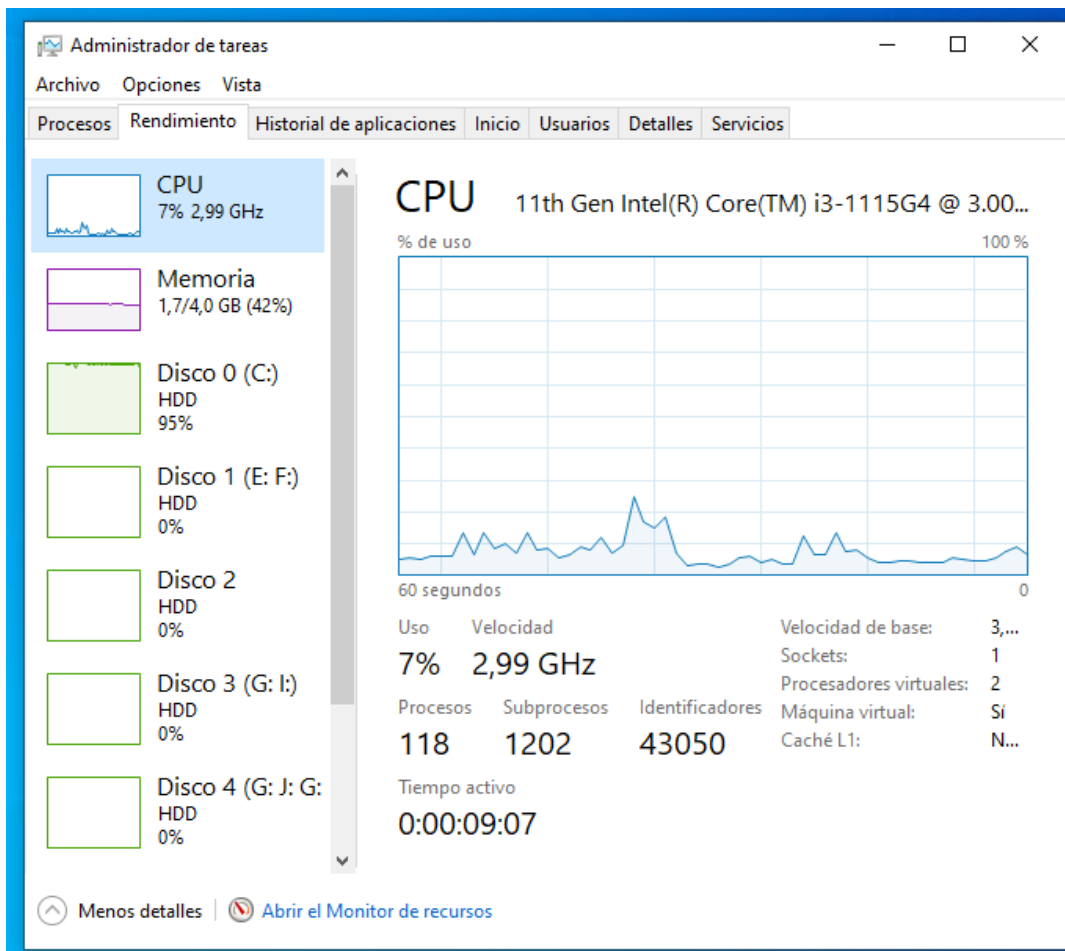 Administrador de tareas
Archivo Opciones Vista
Procesos Rendimiento Historial de aplicaciones Inicio Usuarios Detalles Servicios
CPU
7% 2,99 GHz
Memoria
1,7/4,0 GB (42%)
Disco 0 (C:)
HDD
95%
Disco 1 (E: F:)
HDD
0%
Disco 2
HDD
0%
Disco 3 (G: I:)
HDD
0%
Disco 4 (G: J: G:
HDD
0%
CPU 11th Gen Intel(R) Core(TM) i3-1115G4 @ 3.00...
% de uso 100 %
60 segundos 0
Uso Velocidad
7% 2,99 GHz
Procesos Subprocesos Identificadores
118 1202 43050
Tiempo activo
0:00:09:07
Velocidad de base: 3,...
Sockets: 1
Procesadores virtuales: 2
Máquina virtual: Sí
Caché L1: N...
Menos detalles Abrir el Monitor de recursos